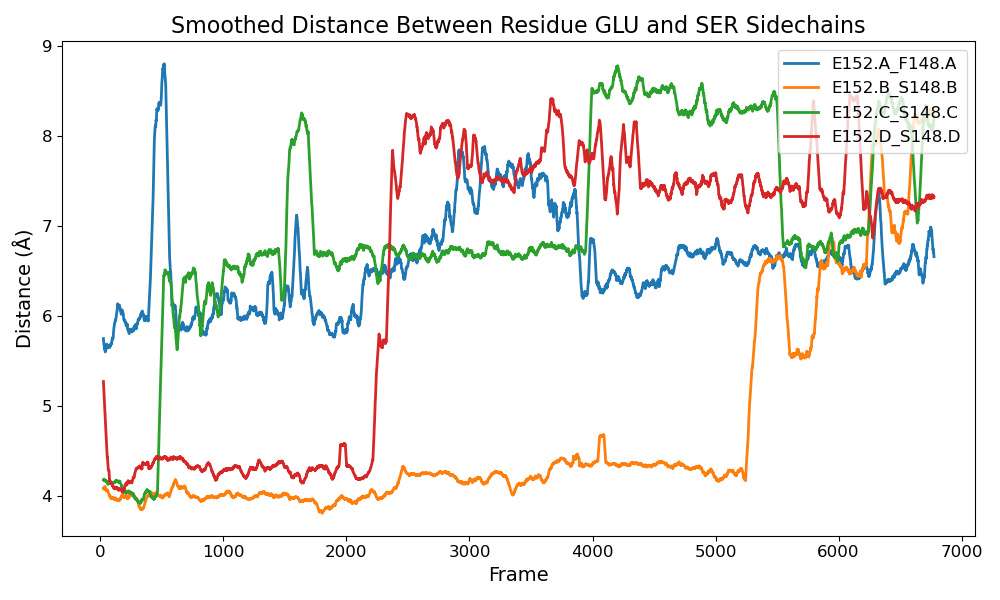 Smoothed Distance Between Residue GLU and SER Sidechains
E152.A_F148.A
E152.B_S148.B
E152.C_S148.C
E152.D_S148.D
Distance (Å)
9
8
7
6
5
4
0 1000 2000 3000 4000 5000 6000 7000
Frame